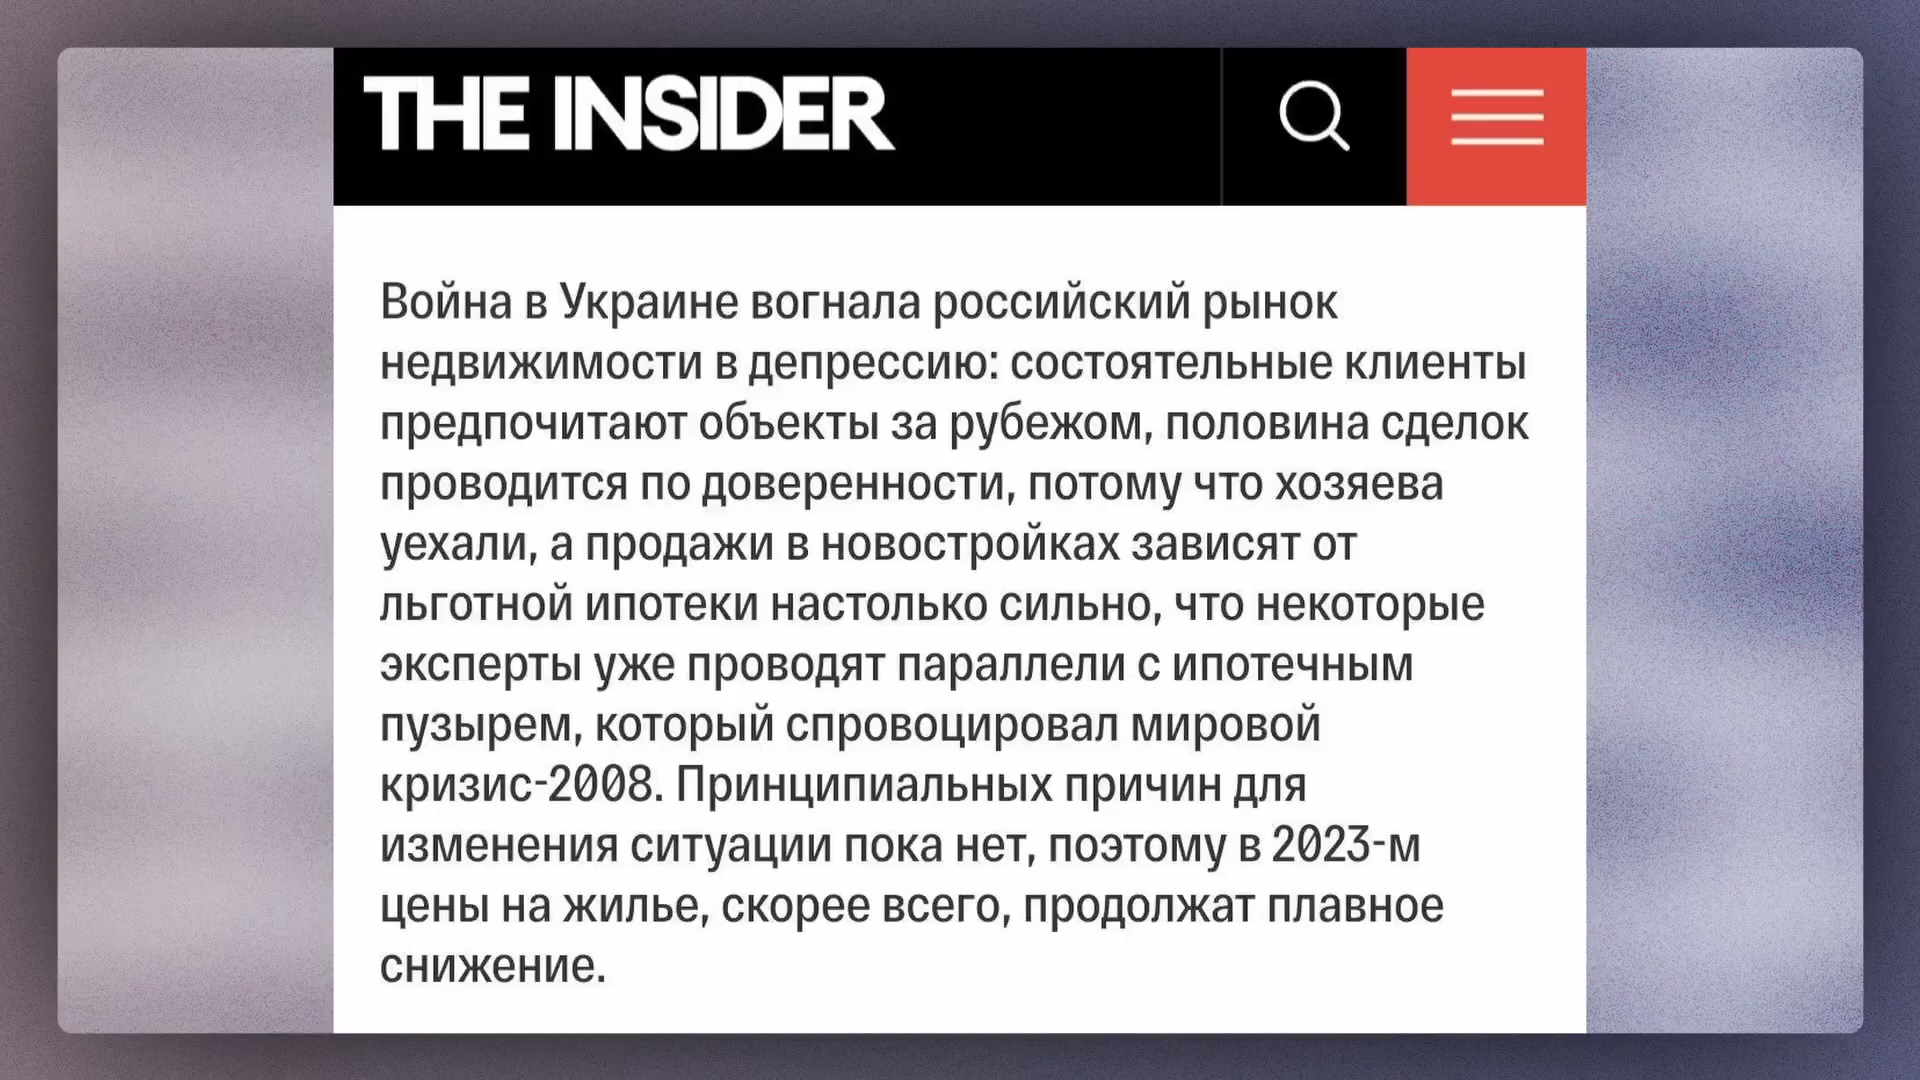 THE INSIDER
Война в Украине вогнала российский рынок
недвижимости в депрессию: состоятельные клиенты
предпочитают объекты за рубежом, половина сделок
проводится по доверенности, потому что хозяева
уехали, а продажи в новостройках зависят от
льготной ипотеки настолько сильно, что некоторые
эксперты уже проводят параллели с ипотечным
пузырем, который спровоцировал мировой
кризис-2008. Принципиальных причин для
изменения ситуации пока нет, поэтому в 2023-м
цены на жилье, скорее всего, продолжат плавное
снижение.